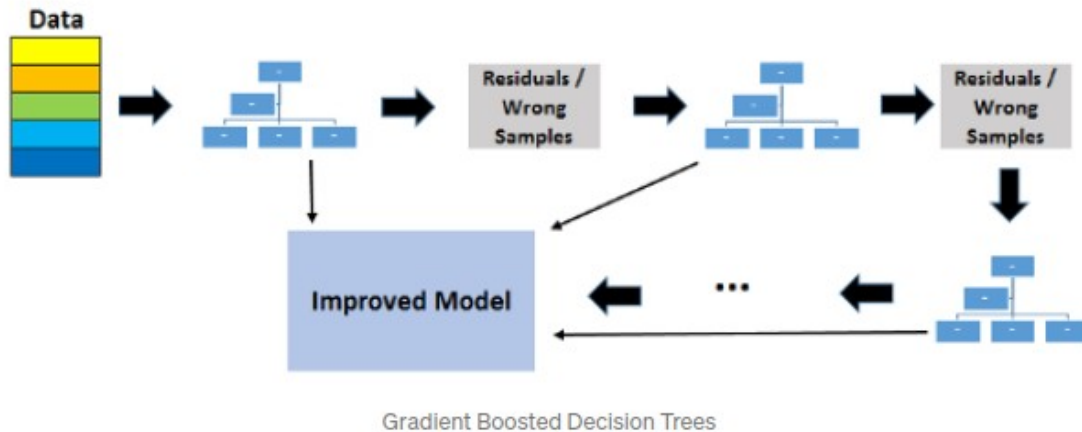 Data
Residuals /
Wrong
Samples
Residuals /
Wrong
Samples
Improved Model
...
Gradient Boosted Decision Trees